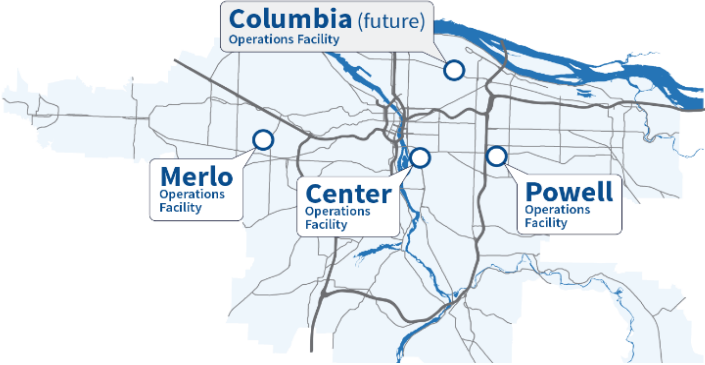 Columbia (future)
Operations Facility
Merlo
Operations
Facility
Center
Operations
Facility
Powell
Operations
Facility